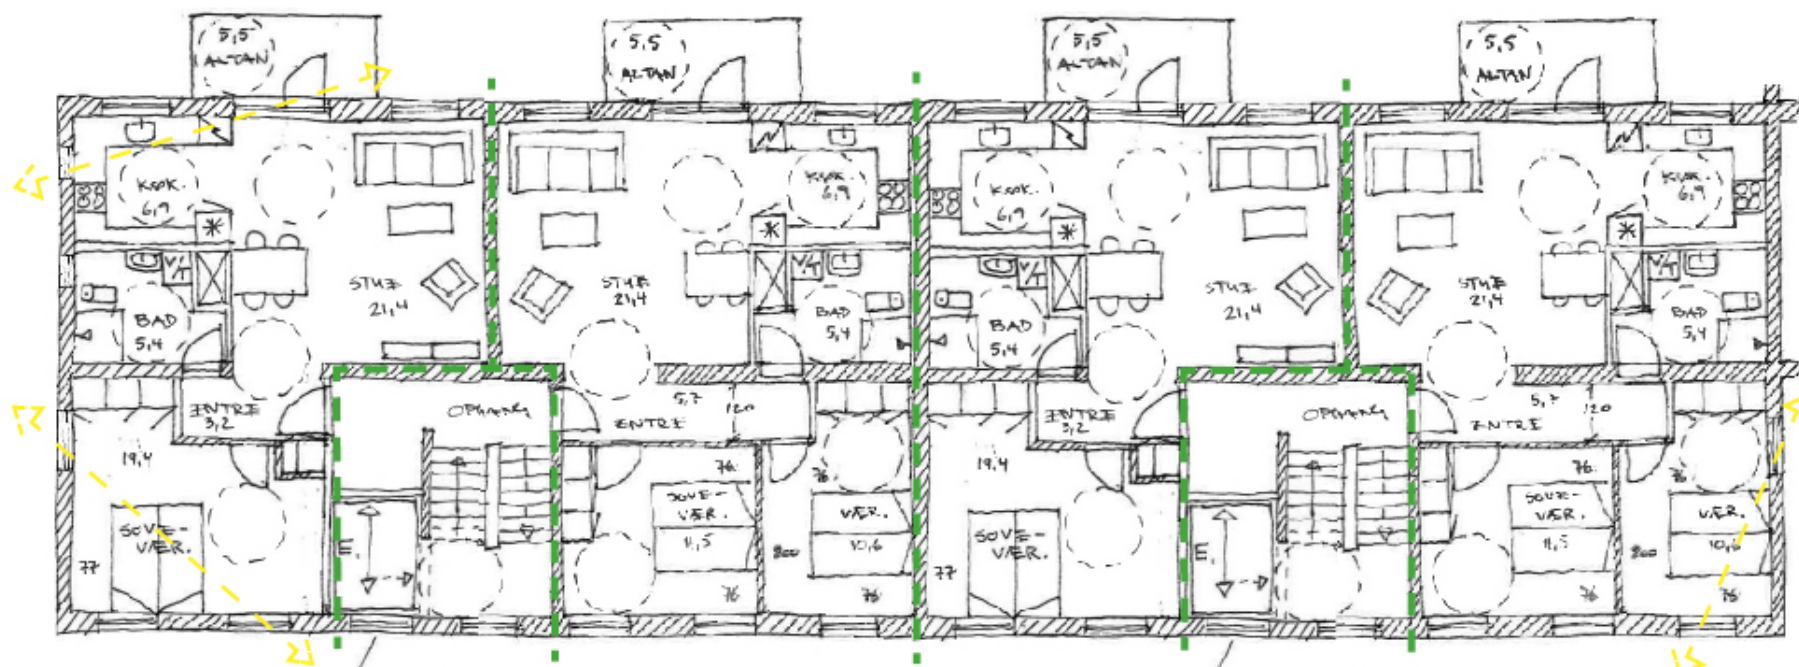 5,5
ALTAN
5,5
ALTAN
5,5
ALTAN
5,5
ALTAN
KØK.
6,9
KØK.
6,9
KØK.
6,9
KØK.
6,9
V/T
V/T
V/T
V/T
STUE
21,4
STUE
21,4
STUE
21,4
STUE
21,4
BAD
5,4
BAD
5,4
BAD
5,4
BAD
5,4
ENTRE
3,2
OPGANG
5,7
120
ENTRE
ENTRE
3,2
OPGANG
5,7
120
ENTRE
19,4
76
76
19,4
76
76
SOVE-
VÆR.
E.
SOVE-
VÆR.
11,5
VÆR.
10,6
SOVE-
VÆR.
E.
SOVE-
VÆR.
11,5
VÆR.
10,6
77
200
77
200
76
76
76
76